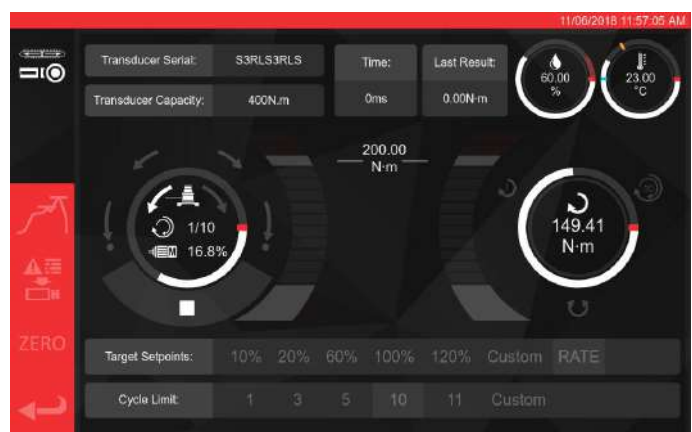 11/06/2018 11:57:05 AM
Transducer Serial: S3RLS3RLS
Time:
Last Result:
Transducer Capacity: 400N.m
0ms
0.00N·m
60.00
%
23.00
°C
200.00
N·m
1/10
M 16.8%
149.41
N·m
ZERO
Target Setpoints: 10% 20% 60% 100% 120% Custom RATE
Cycle Limit: 1 3 5 10 11 Custom